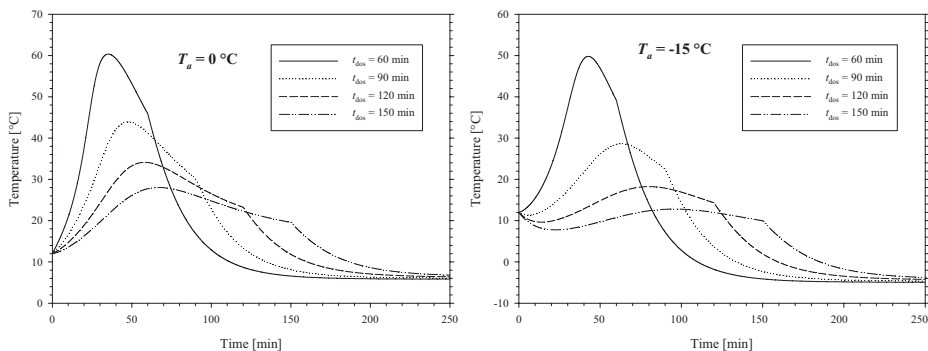 70
60
50
40
30
20
10
0
Temperature [°C]
T_a = 0 °C
t_dos = 60 min
t_dos = 90 min
t_dos = 120 min
t_dos = 150 min
0 50 100 150 200 250
Time [min]
60
50
40
30
20
10
0
-10
Temperature [°C]
T_a = -15 °C
t_dos = 60 min
t_dos = 90 min
t_dos = 120 min
t_dos = 150 min
0 50 100 150 200 250
Time [min]